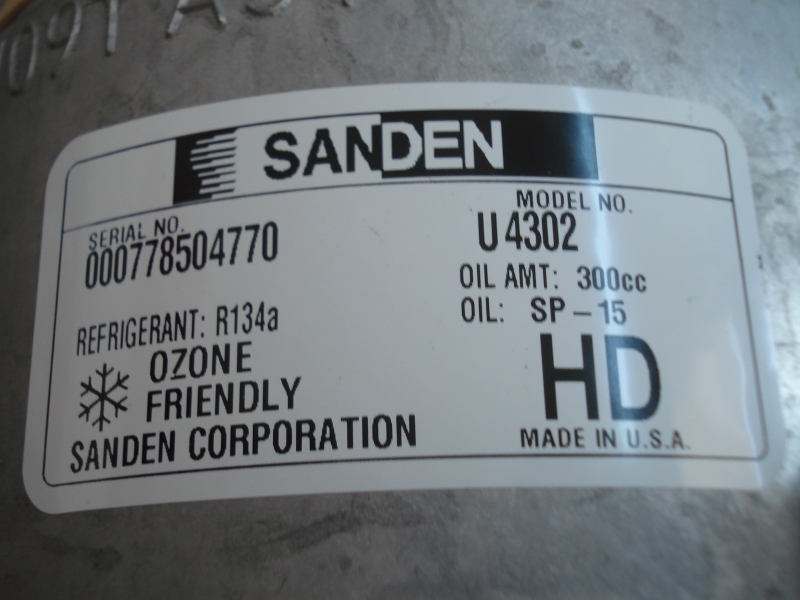 SANDEN
SERIAL NO.
000778504770
MODEL NO.
U4302
OIL AMT: 300cc
OIL: SP-15
REFRIGERANT: R134a
OZONE
FRIENDLY
SANDEN CORPORATION
HD
MADE IN U.S.A.